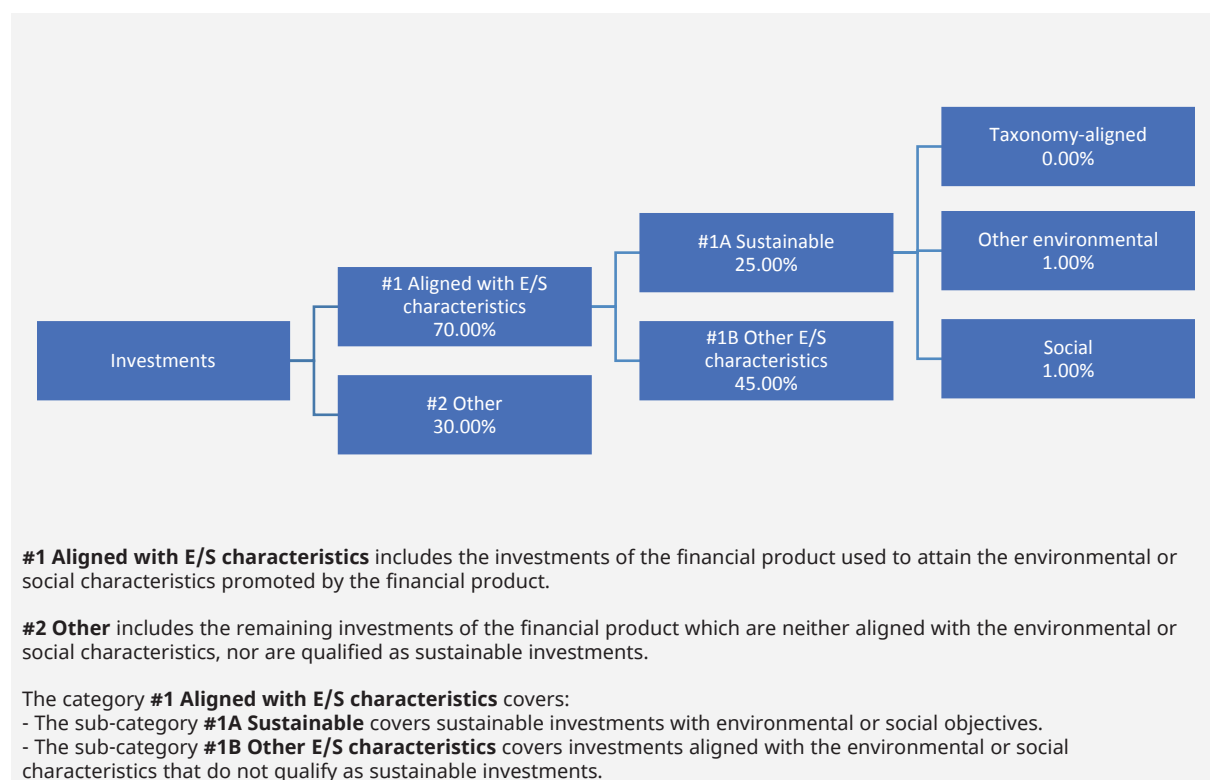 Investments
#1 Aligned with E/S
characteristics
70.00%
#2 Other
30.00%
#1A Sustainable
25.00%
#1B Other E/S
characteristics
45.00%
Taxonomy-aligned
0.00%
Other environmental
1.00%
Social
1.00%
#1 Aligned with E/S characteristics includes the investments of the financial product used to attain the environmental or
social characteristics promoted by the financial product.
#2 Other includes the remaining investments of the financial product which are neither aligned with the environmental or
social characteristics, nor are qualified as sustainable investments.
The category #1 Aligned with E/S characteristics covers:
- The sub-category #1A Sustainable covers sustainable investments with environmental or social objectives.
- The sub-category #1B Other E/S characteristics covers investments aligned with the environmental or social
characteristics that do not qualify as sustainable investments.